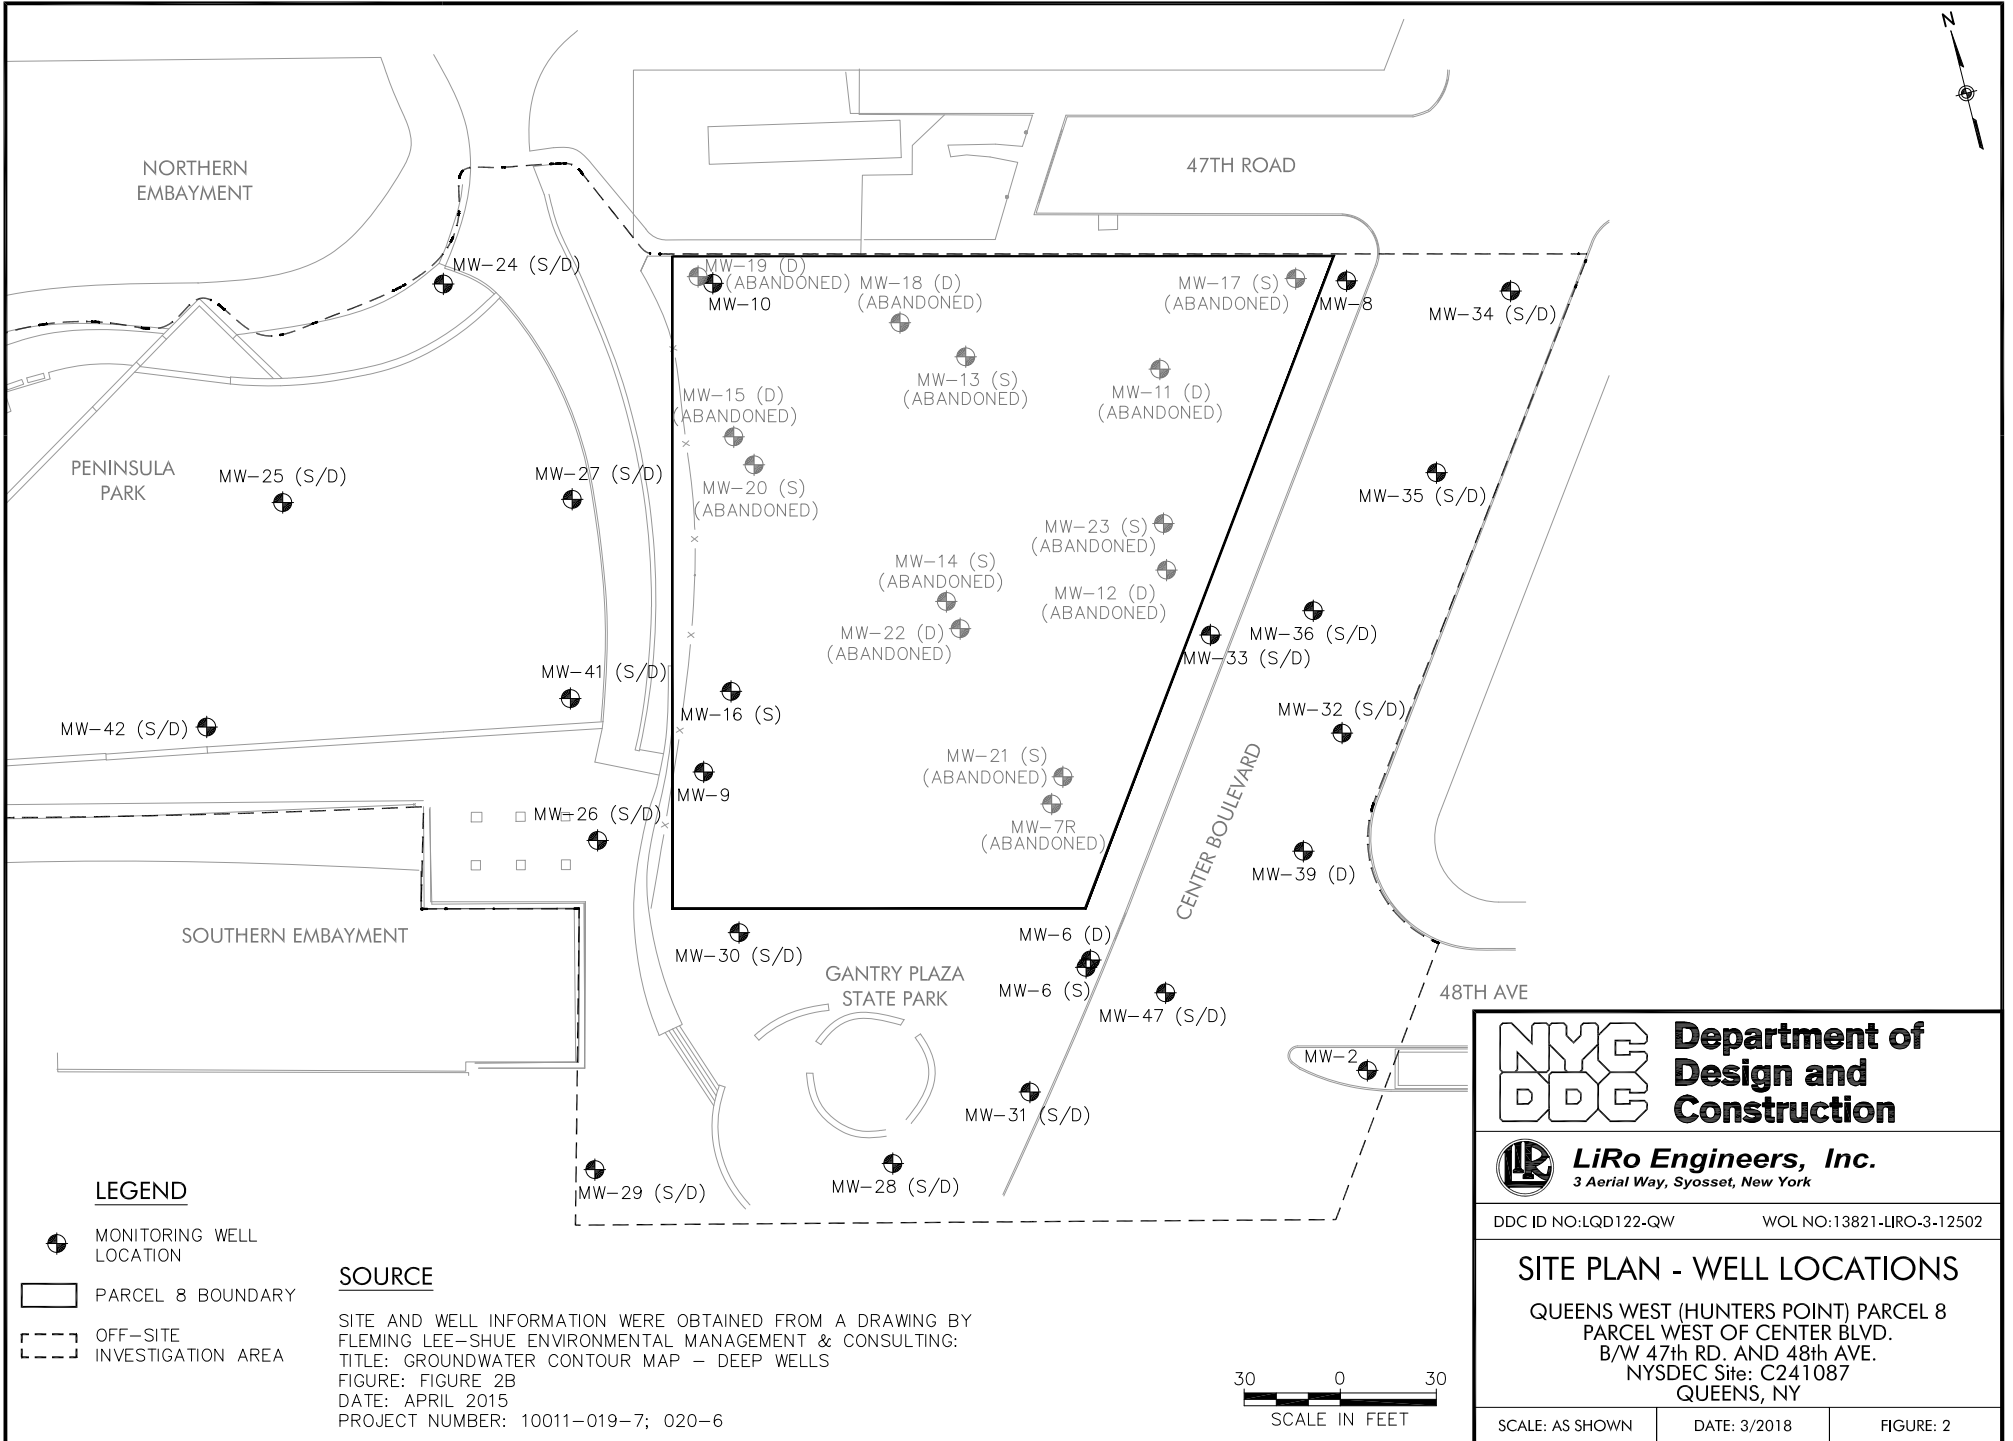 N
NORTHERN
EMBAYMENT
47TH ROAD
MW-24 (S/D)
MW-19 (D)
(ABANDONED)
MW-10
MW-18 (D)
(ABANDONED)
MW-17 (S)
(ABANDONED)
MW-8
MW-34 (S/D)
MW-13 (S)
(ABANDONED)
MW-11 (D)
(ABANDONED)
MW-15 (D)
(ABANDONED)
PENINSULA
PARK
MW-25 (S/D)
MW-27 (S/D)
MW-20 (S)
(ABANDONED)
MW-35 (S/D)
MW-23 (S)
(ABANDONED)
MW-14 (S)
(ABANDONED)
MW-12 (D)
(ABANDONED)
MW-22 (D)
(ABANDONED)
MW-36 (S/D)
MW-33 (S/D)
MW-41 (S/D)
MW-16 (S)
MW-42 (S/D)
MW-32 (S/D)
MW-21 (S)
(ABANDONED)
MW-9
MW-26 (S/D)
MW-7R
(ABANDONED)
CENTER BOULEVARD
MW-39 (D)
SOUTHERN EMBAYMENT
MW-30 (S/D)
MW-6 (D)
GANTRY PLAZA
STATE PARK
MW-6 (S)
MW-47 (S/D)
48TH AVE
MW-2
MW-31 (S/D)
MW-29 (S/D)
MW-28 (S/D)
LEGEND
MONITORING WELL
LOCATION
PARCEL 8 BOUNDARY
OFF-SITE
INVESTIGATION AREA
SOURCE
SITE AND WELL INFORMATION WERE OBTAINED FROM A DRAWING BY
FLEMING LEE-SHUE ENVIRONMENTAL MANAGEMENT & CONSULTING:
TITLE: GROUNDWATER CONTOUR MAP - DEEP WELLS
FIGURE: FIGURE 2B
DATE: APRIL 2015
PROJECT NUMBER: 10011-019-7; 020-6
30 0 30
SCALE IN FEET
NYC
DDC
Department of
Design and
Construction
LiRo
LiRo Engineers, Inc.
3 Aerial Way, Syosset, New York
DDC ID NO:LQD122-QW WOL NO:13821-LIRO-3-12502
SITE PLAN - WELL LOCATIONS
QUEENS WEST (HUNTERS POINT) PARCEL 8
PARCEL WEST OF CENTER BLVD.
B/W 47th RD. AND 48th AVE.
NYSDEC Site: C241087
QUEENS, NY
SCALE: AS SHOWN DATE: 3/2018 FIGURE: 2